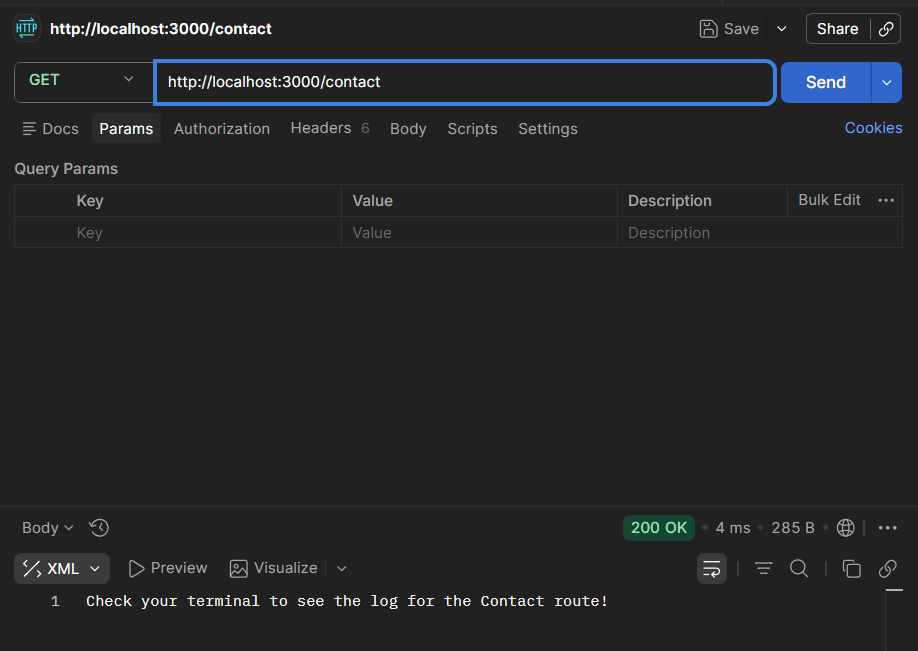 HTTP http://localhost:3000/contact Save Share
GET http://localhost:3000/contact Send
Docs Params Authorization Headers 6 Body Scripts Settings Cookies
Query Params
Key Value Description Bulk Edit
Key Value Description
Body 200 OK 4 ms 285 B
XML Preview Visualize
1 Check your terminal to see the log for the Contact route!